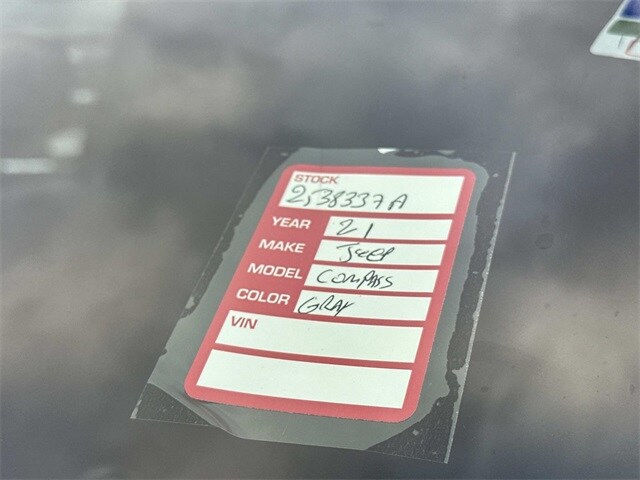 STOCK
2538337A
YEAR 21
MAKE Jeep
MODEL COMPASS
COLOR GRAY
VIN